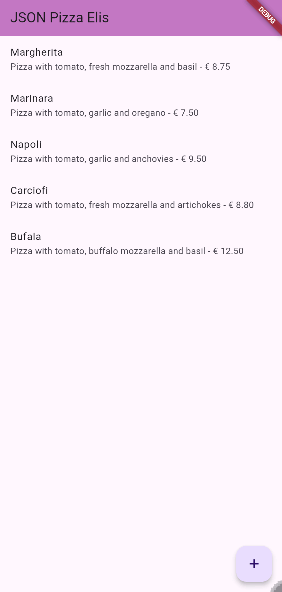 JSON Pizza Elis
DEBUG
Margherita
Pizza with tomato, fresh mozzarella and basil - € 8.75
Marinara
Pizza with tomato, garlic and oregano - € 7.50
Napoli
Pizza with tomato, garlic and anchovies - € 9.50
Carciofi
Pizza with tomato, fresh mozzarella and artichokes - € 8.80
Bufala
Pizza with tomato, buffalo mozzarella and basil - € 12.50
+